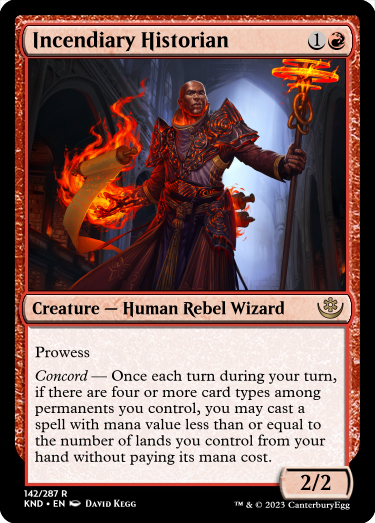 Incendiary Historian 1
Creature — Human Rebel Wizard
Prowess
Concord — Once each turn during your turn,
if there are four or more card types among
permanents you control, you may cast a
spell with mana value less than or equal to
the number of lands you control from your
hand without paying its mana cost.
2/2
142/287 R
KND • EN David Kegg
™ & © 2023 CanterburyEgg